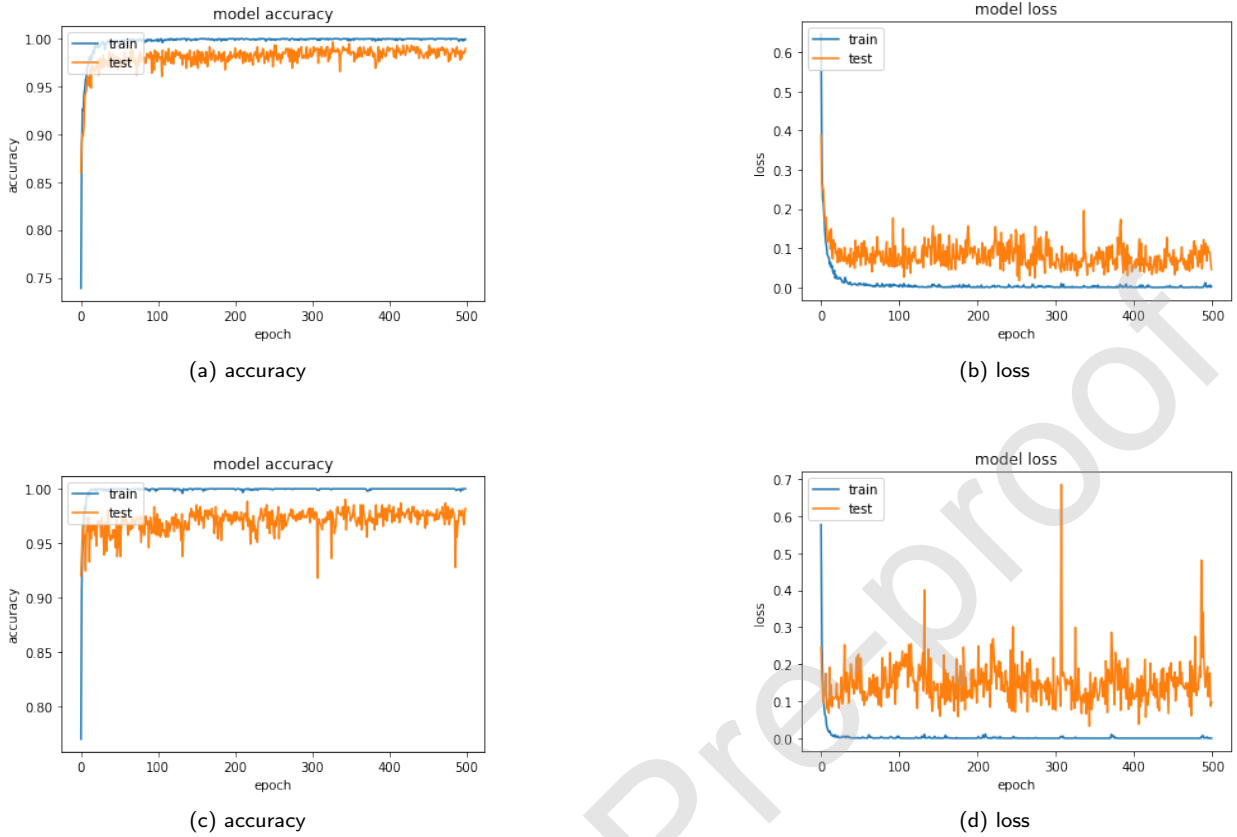 model accuracy
1.00
0.95
0.90
0.85
0.80
0.75
accuracy
train
test
0
100
200
300
400
500
epoch
(a) accuracy
model loss
0.6
0.5
0.4
0.3
0.2
0.1
0.0
loss
train
test
0
100
200
300
400
500
epoch
(b) loss
model accuracy
1.00
0.95
0.90
0.85
0.80
accuracy
train
test
0
100
200
300
400
500
epoch
(c) accuracy
model loss
0.7
0.6
0.5
0.4
0.3
0.2
0.1
0.0
loss
train
test
0
100
200
300
400
500
epoch
(d) loss
Pre-proof